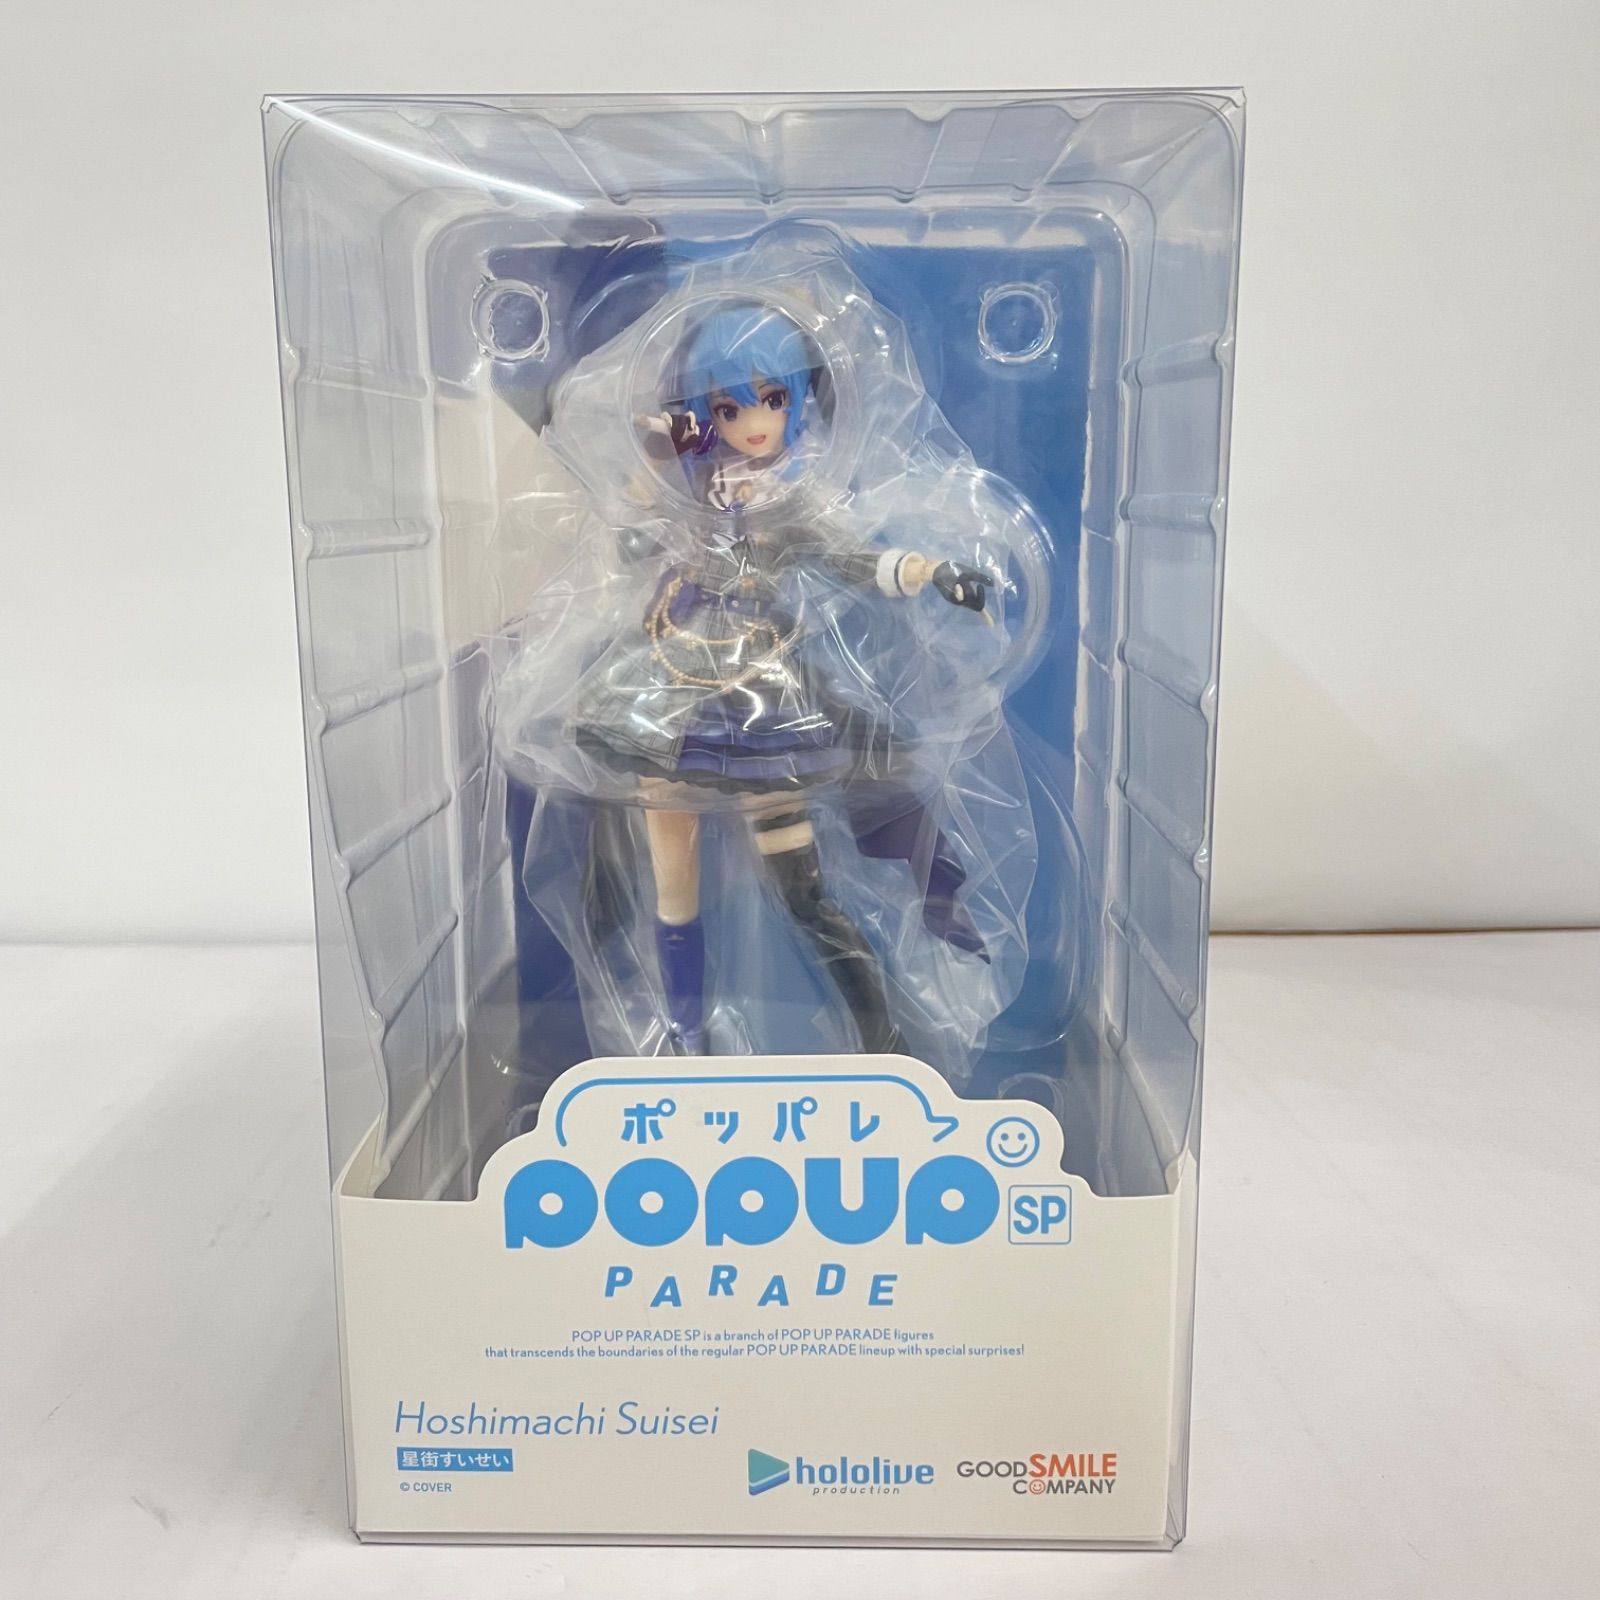 ポッパレ
POPUP
SP
PARADE
POP UP PARADE SP is a branch of POP UP PARADE figures
that transcends the boundaries of the regular POP UP PARADE lineup with special surprises!
Hoshimachi Suisei
星街すいせい
© COVER
hololive
production
GOOD SMILE
COMPANY